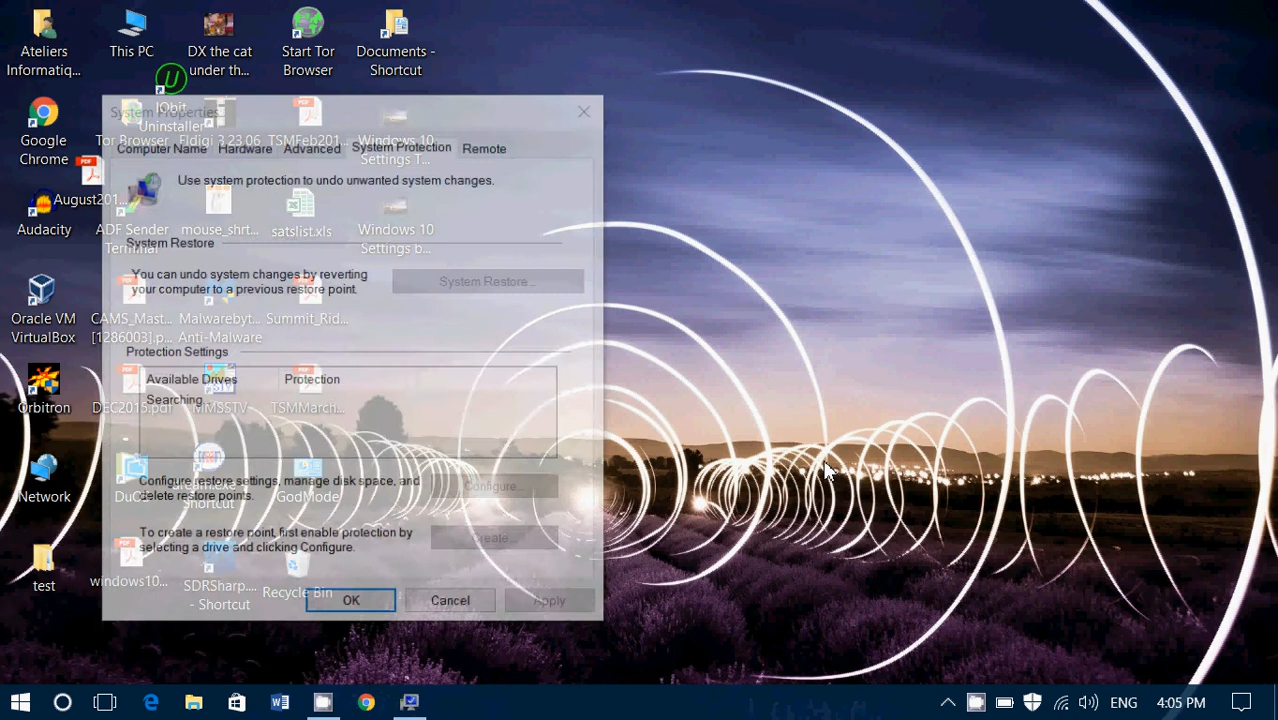 Ateliers
Informatiq...
This PC
DX the cat
under th...
Start Tor
Browser
Documents -
Shortcut
IObit
Uninstaller
System Properties
Google
Chrome
Tor Browser
Fldigi 3.23.06
TSMFeb201...
Windows 10
Settings T...
Computer Name
Hardware
Advanced
System Protection
Remote
Use system protection to undo unwanted system changes.
August201...
Audacity
ADF Sender
Terminal
mouse_shrt...
satslist.xls
Windows 10
Settings b...
System Restore
You can undo system changes by reverting
your computer to a previous restore point.
System Restore...
Oracle VM
VirtualBox
CAMS_Mast...
[1286003].p...
Malwarebyt...
Anti-Malware
Summit_Rid...
Protection Settings
Available Drives
Protection
Searching...
Orbitron
DEC2015.pdf
MMSSTV
TSMMarch...
Configure restore settings, manage disk space, and
delete restore points.
Configure...
Network
Shortcut
GodMode
To create a restore point, first enable protection by
selecting a drive and clicking Configure.
Create...
test
windows10...
SDRSharp....
- Shortcut
Recycle Bin
OK
Cancel
Apply
ENG
4:05 PM